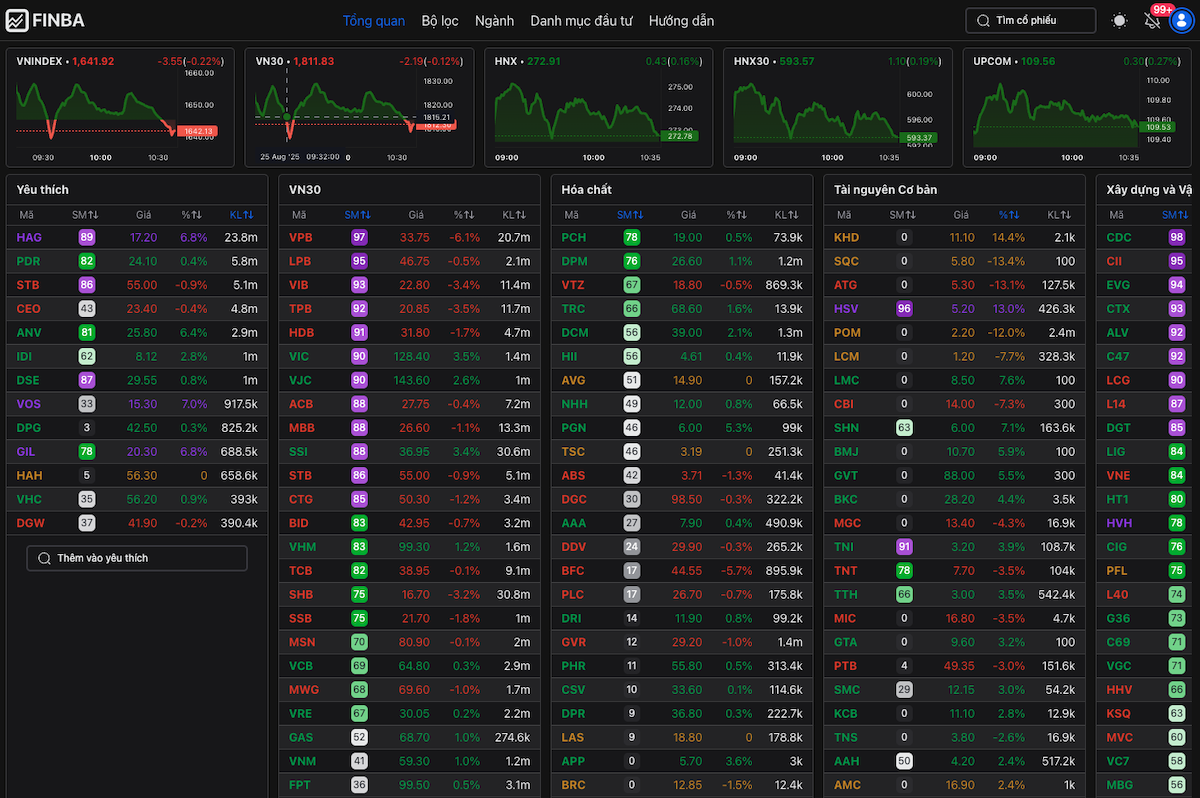 FINBA
Tổng quan Bộ lọc Ngành Danh mục đầu tư Hướng dẫn
Tìm cổ phiếu
99+
VNINDEX • 1,641.92 -3.55(-0.22%)
1660.00
1650.00
1642.13
1640.00
09:30 10:00 10:30
VN30 • 1,811.83 -2.19(-0.12%)
1830.00
1820.00
1815.21
25 Aug '25 09:32:00 0 10:30
HNX • 272.91 0.43(0.16%)
275.00
274.00
273.00
272.78
09:00 10:00 10:35
HNX30 • 593.57 1.10(0.19%)
600.00
596.00
593.37
592.00
09:00 10:00 10:35
UPCOM • 109.56 0.30(0.27%)
110.00
109.80
109.60
109.53
109.40
09:00 10:00 10:35
Yêu thích
Mã SM↑↓ Giá %↑↓ KL↑↓
HAG 89 17.20 6.8% 23.8m
PDR 82 24.10 0.4% 5.8m
STB 86 55.00 -0.9% 5.1m
CEO 43 23.40 -0.4% 4.8m
ANV 81 25.80 6.4% 2.9m
IDI 62 8.12 2.8% 1m
DSE 87 29.55 0.8% 1m
VOS 33 15.30 7.0% 917.5k
DPG 3 42.50 0.3% 825.2k
GIL 78 20.30 6.8% 688.5k
HAH 5 56.30 0 658.6k
VHC 35 56.20 0.9% 393k
DGW 37 41.90 -0.2% 390.4k
Thêm vào yêu thích
VN30
Mã SM↑↓ Giá %↑↓ KL↑↓
VPB 97 33.75 -6.1% 20.7m
LPB 95 46.75 -0.5% 2.1m
VIB 93 22.80 -3.4% 11.4m
TPB 92 20.85 -3.5% 11.7m
HDB 91 31.80 -1.7% 4.7m
VIC 90 128.40 3.5% 1.4m
VJC 90 143.60 2.6% 1m
ACB 88 27.75 -0.4% 7.2m
MBB 88 26.60 -1.1% 13.3m
SSI 88 36.95 3.4% 30.6m
STB 86 55.00 -0.9% 5.1m
CTG 85 50.30 -1.2% 3.4m
BID 83 42.95 -0.7% 3.2m
VHM 83 99.30 1.2% 1.6m
TCB 82 38.95 -0.1% 9.1m
SHB 75 16.70 -3.2% 30.8m
SSB 75 21.70 -1.8% 1m
MSN 70 80.90 -0.1% 2m
VCB 69 64.80 0.3% 2.9m
MWG 68 69.60 -1.0% 1.7m
VRE 67 30.05 0.2% 2.2m
GAS 52 68.70 1.0% 274.6k
VNM 41 59.30 1.0% 1.2m
FPT 36 99.50 0.5% 3.1m
Hóa chất
Mã SM↑↓ Giá %↑↓ KL↑↓
PCH 78 19.00 0.5% 73.9k
DPM 76 26.60 1.1% 1.2m
VTZ 67 18.80 -0.5% 869.3k
TRC 66 68.60 1.6% 13.9k
DCM 56 39.00 2.1% 1.3m
HII 56 4.61 0.4% 11.9k
AVG 51 14.90 0 157.2k
NHH 49 12.00 0.8% 66.5k
PGN 46 6.00 5.3% 99k
TSC 46 3.19 0 251.3k
ABS 42 3.71 -1.3% 41.4k
DGC 30 98.50 -0.3% 322.2k
AAA 27 7.90 0.4% 490.9k
DDV 24 29.90 -0.3% 265.2k
BFC 17 44.55 -5.7% 895.9k
PLC 17 26.70 -0.7% 175.8k
DRI 14 11.90 0.8% 99.2k
GVR 12 29.20 -1.0% 1.4m
PHR 11 55.80 0.5% 313.4k
CSV 10 33.60 0.1% 114.6k
DPR 9 36.80 0.3% 222.7k
LAS 9 18.80 0 178.8k
APP 0 5.70 3.6% 3k
BRC 0 12.85 -1.5% 12.4k
Tài nguyên Cơ bản
Mã SM↑↓ Giá %↑↓ KL↑↓
KHD 0 11.10 14.4% 2.1k
SQC 0 5.80 -13.4% 100
ATG 0 5.30 -13.1% 127.5k
HSV 96 5.20 13.0% 426.3k
POM 0 2.20 -12.0% 2.4m
LCM 0 1.20 -7.7% 328.3k
LMC 0 8.50 7.6% 100
CBI 0 14.00 -7.3% 300
SHN 63 6.00 7.1% 163.6k
BMJ 0 10.70 5.9% 100
GVT 0 88.00 5.5% 300
BKC 0 28.20 4.4% 3.5k
MGC 0 13.40 -4.3% 16.9k
TNI 91 3.20 3.9% 108.7k
TNT 78 7.70 -3.5% 104k
TTH 66 3.00 3.5% 542.4k
MIC 0 16.80 -3.5% 4.7k
GTA 0 9.60 3.2% 100
PTB 4 49.35 -3.0% 151.6k
SMC 29 12.15 3.0% 54.2k
KCB 0 11.10 2.8% 12.9k
TNS 0 3.80 -2.6% 16.9k
AAH 50 4.20 2.4% 517.2k
AMC 0 16.90 2.4% 1k
Xây dựng và Vậ
Mã SM↑↓
CDC 98
CII 95
EVG 94
CTX 93
ALV 92
C47 92
LCG 90
L14 87
DGT 85
LIG 84
VNE 84
HT1 80
HVH 78
CIG 76
PFL 75
L40 74
G36 73
C69 71
VGC 71
HHV 66
KSQ 63
MVC 60
VC7 58
MBG 56